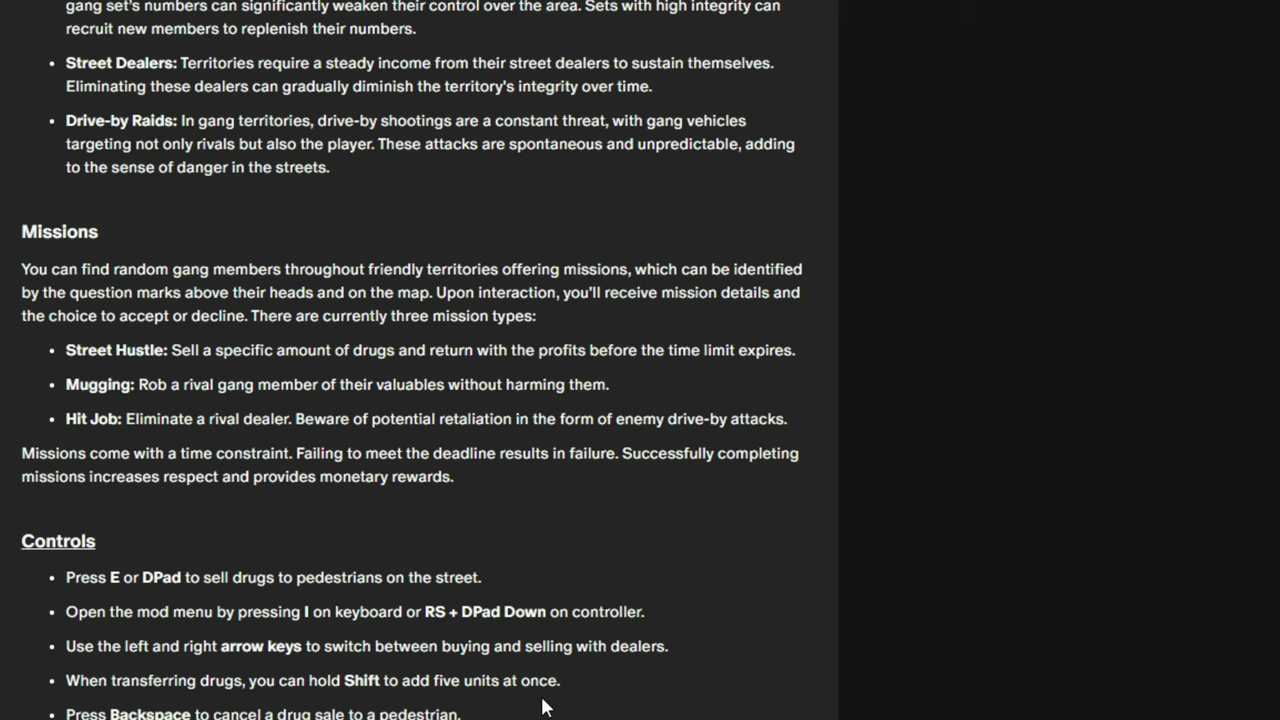 gang set's numbers can significantly weaken their control over the area. Sets with high integrity can
recruit new members to replenish their numbers.
• Street Dealers: Territories require a steady income from their street dealers to sustain themselves.
Eliminating these dealers can gradually diminish the territory's integrity over time.
• Drive-by Raids: In gang territories, drive-by shootings are a constant threat, with gang vehicles
targeting not only rivals but also the player. These attacks are spontaneous and unpredictable, adding
to the sense of danger in the streets.
Missions
You can find random gang members throughout friendly territories offering missions, which can be identified
by the question marks above their heads and on the map. Upon interaction, you'll receive mission details and
the choice to accept or decline. There are currently three mission types:
• Street Hustle: Sell a specific amount of drugs and return with the profits before the time limit expires.
• Mugging: Rob a rival gang member of their valuables without harming them.
• Hit Job: Eliminate a rival dealer. Beware of potential retaliation in the form of enemy drive-by attacks.
Missions come with a time constraint. Failing to meet the deadline results in failure. Successfully completing
missions increases respect and provides monetary rewards.
Controls
• Press E or DPad to sell drugs to pedestrians on the street.
• Open the mod menu by pressing I on keyboard or RS + DPad Down on controller.
• Use the left and right arrow keys to switch between buying and selling with dealers.
• When transferring drugs, you can hold Shift to add five units at once.
• Press Backspace to cancel a drug sale to a pedestrian.